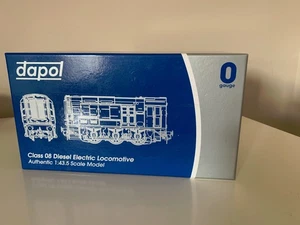 dapol
0
gauge
Class 08 Diesel Electric Locomotive
Authentic 1:43.5 Scale Model